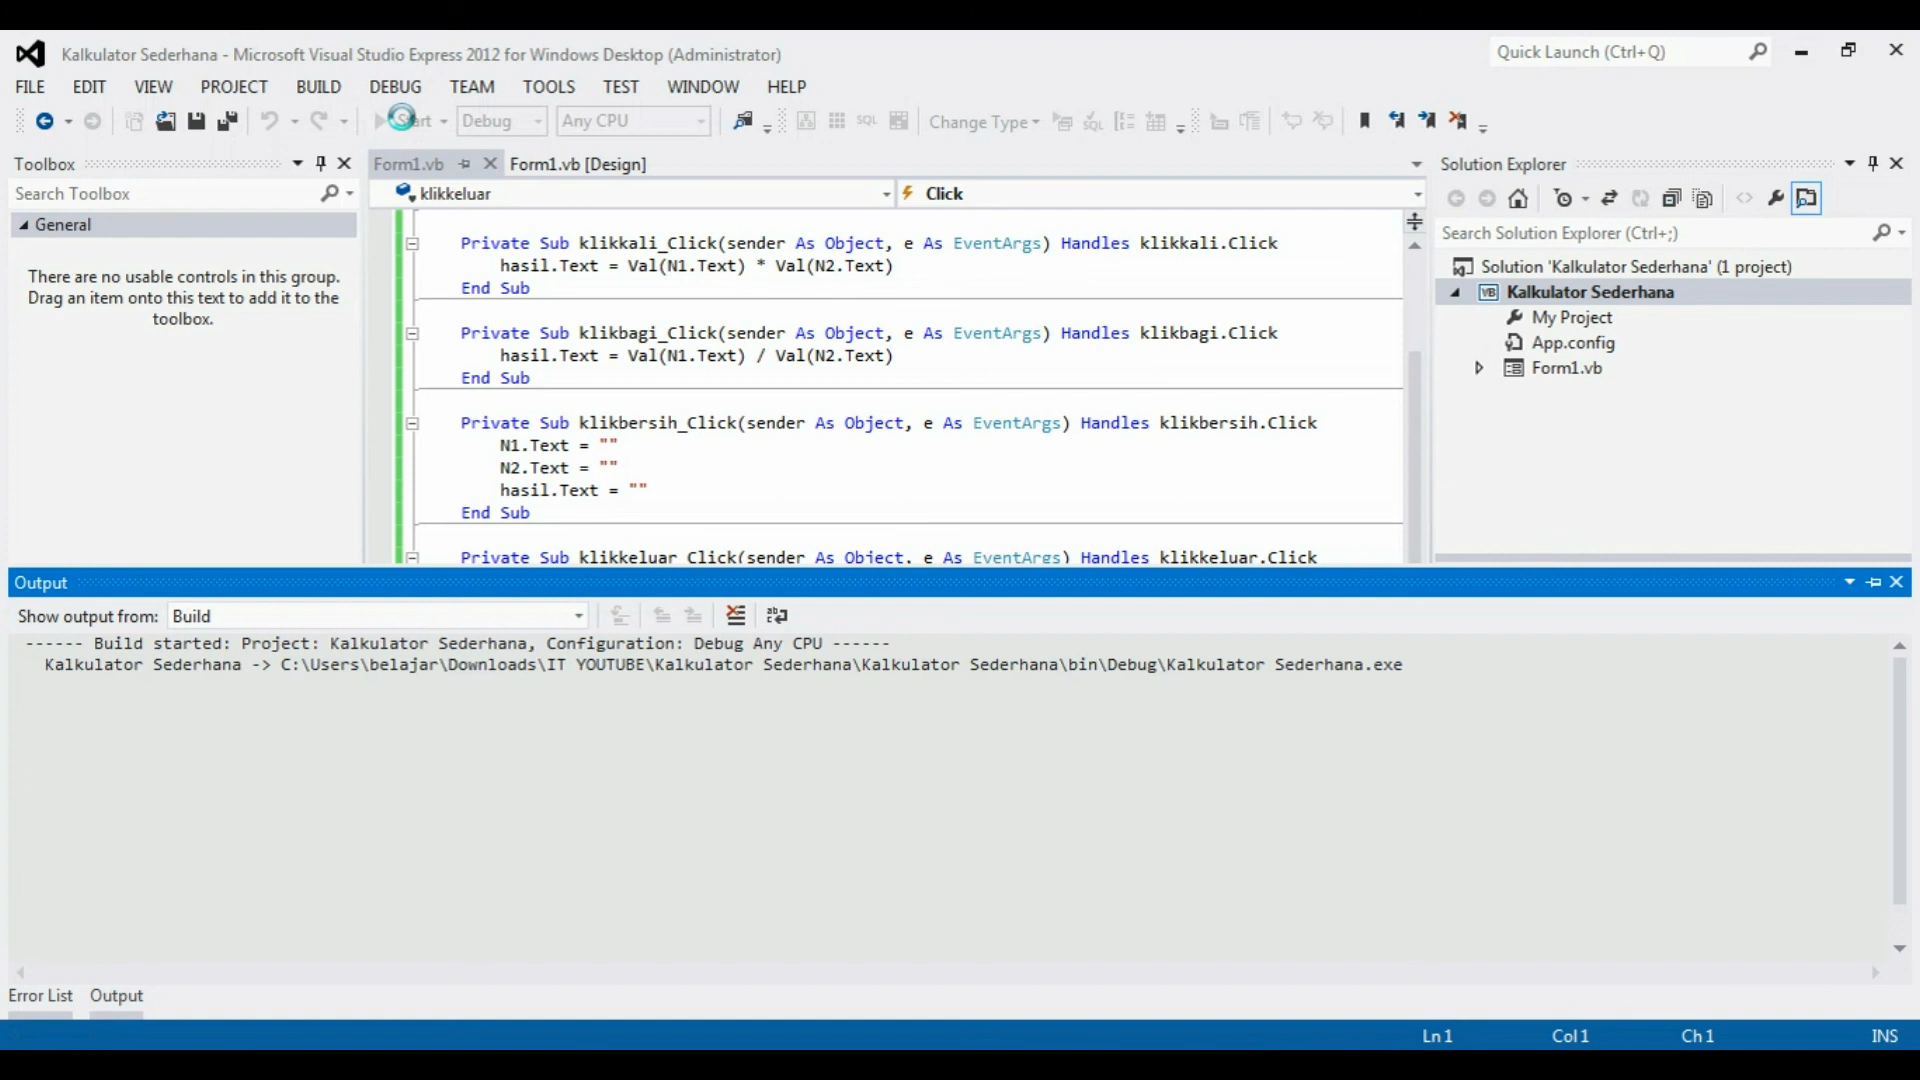 Kalkulator Sederhana - Microsoft Visual Studio Express 2012 for Windows Desktop (Administrator)
Quick Launch (Ctrl+Q)
FILE EDIT VIEW PROJECT BUILD DEBUG TEAM TOOLS TEST WINDOW HELP
Debug Any CPU SQL Change Type SQL
Toolbox
Form1.vb Form1.vb [Design]
Solution Explorer
Search Toolbox
klikkeluar Click
General
There are no usable controls in this group.
Drag an item onto this text to add it to the
toolbox.
Private Sub klikkali_Click(sender As Object, e As EventArgs) Handles klikkali.Click
hasil.Text = Val(N1.Text) * Val(N2.Text)
End Sub
Private Sub klikbagi_Click(sender As Object, e As EventArgs) Handles klikbagi.Click
hasil.Text = Val(N1.Text) / Val(N2.Text)
End Sub
Private Sub klikbersih_Click(sender As Object, e As EventArgs) Handles klikbersih.Click
N1.Text = ""
N2.Text = ""
hasil.Text = ""
End Sub
Private Sub klikkeluar_Click(sender As Object, e As EventArgs) Handles klikkeluar.Click
Search Solution Explorer (Ctrl+;)
Solution 'Kalkulator Sederhana' (1 project)
VB Kalkulator Sederhana
My Project
App.config
Form1.vb
Output
Show output from: Build
------ Build started: Project: Kalkulator Sederhana, Configuration: Debug Any CPU ------
Kalkulator Sederhana -> C:\Users\belajar\Downloads\IT YOUTUBE\Kalkulator Sederhana\Kalkulator Sederhana\bin\Debug\Kalkulator Sederhana.exe
Error List Output
Ln 1 Col 1 Ch 1 INS